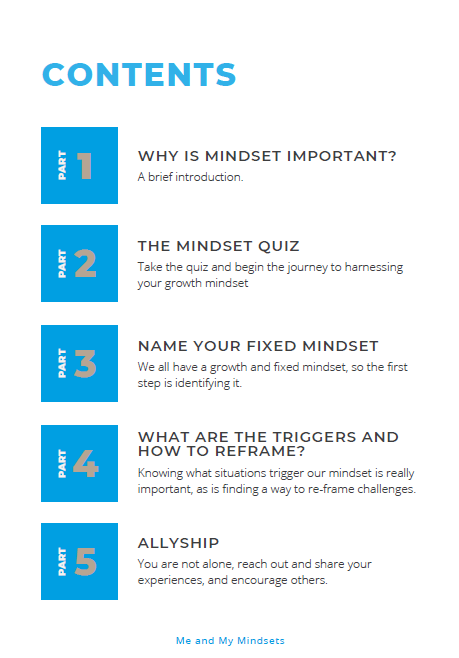 CONTENTS
PART 1
WHY IS MINDSET IMPORTANT?
A brief introduction.
PART 2
THE MINDSET QUIZ
Take the quiz and begin the journey to harnessing
your growth mindset
PART 3
NAME YOUR FIXED MINDSET
We all have a growth and fixed mindset, so the first
step is identifying it.
PART 4
WHAT ARE THE TRIGGERS AND
HOW TO REFRAME?
Knowing what situations trigger our mindset is really
important, as is finding a way to re-frame challenges.
PART 5
ALLYSHIP
You are not alone, reach out and share your
experiences, and encourage others.
Me and My Mindsets